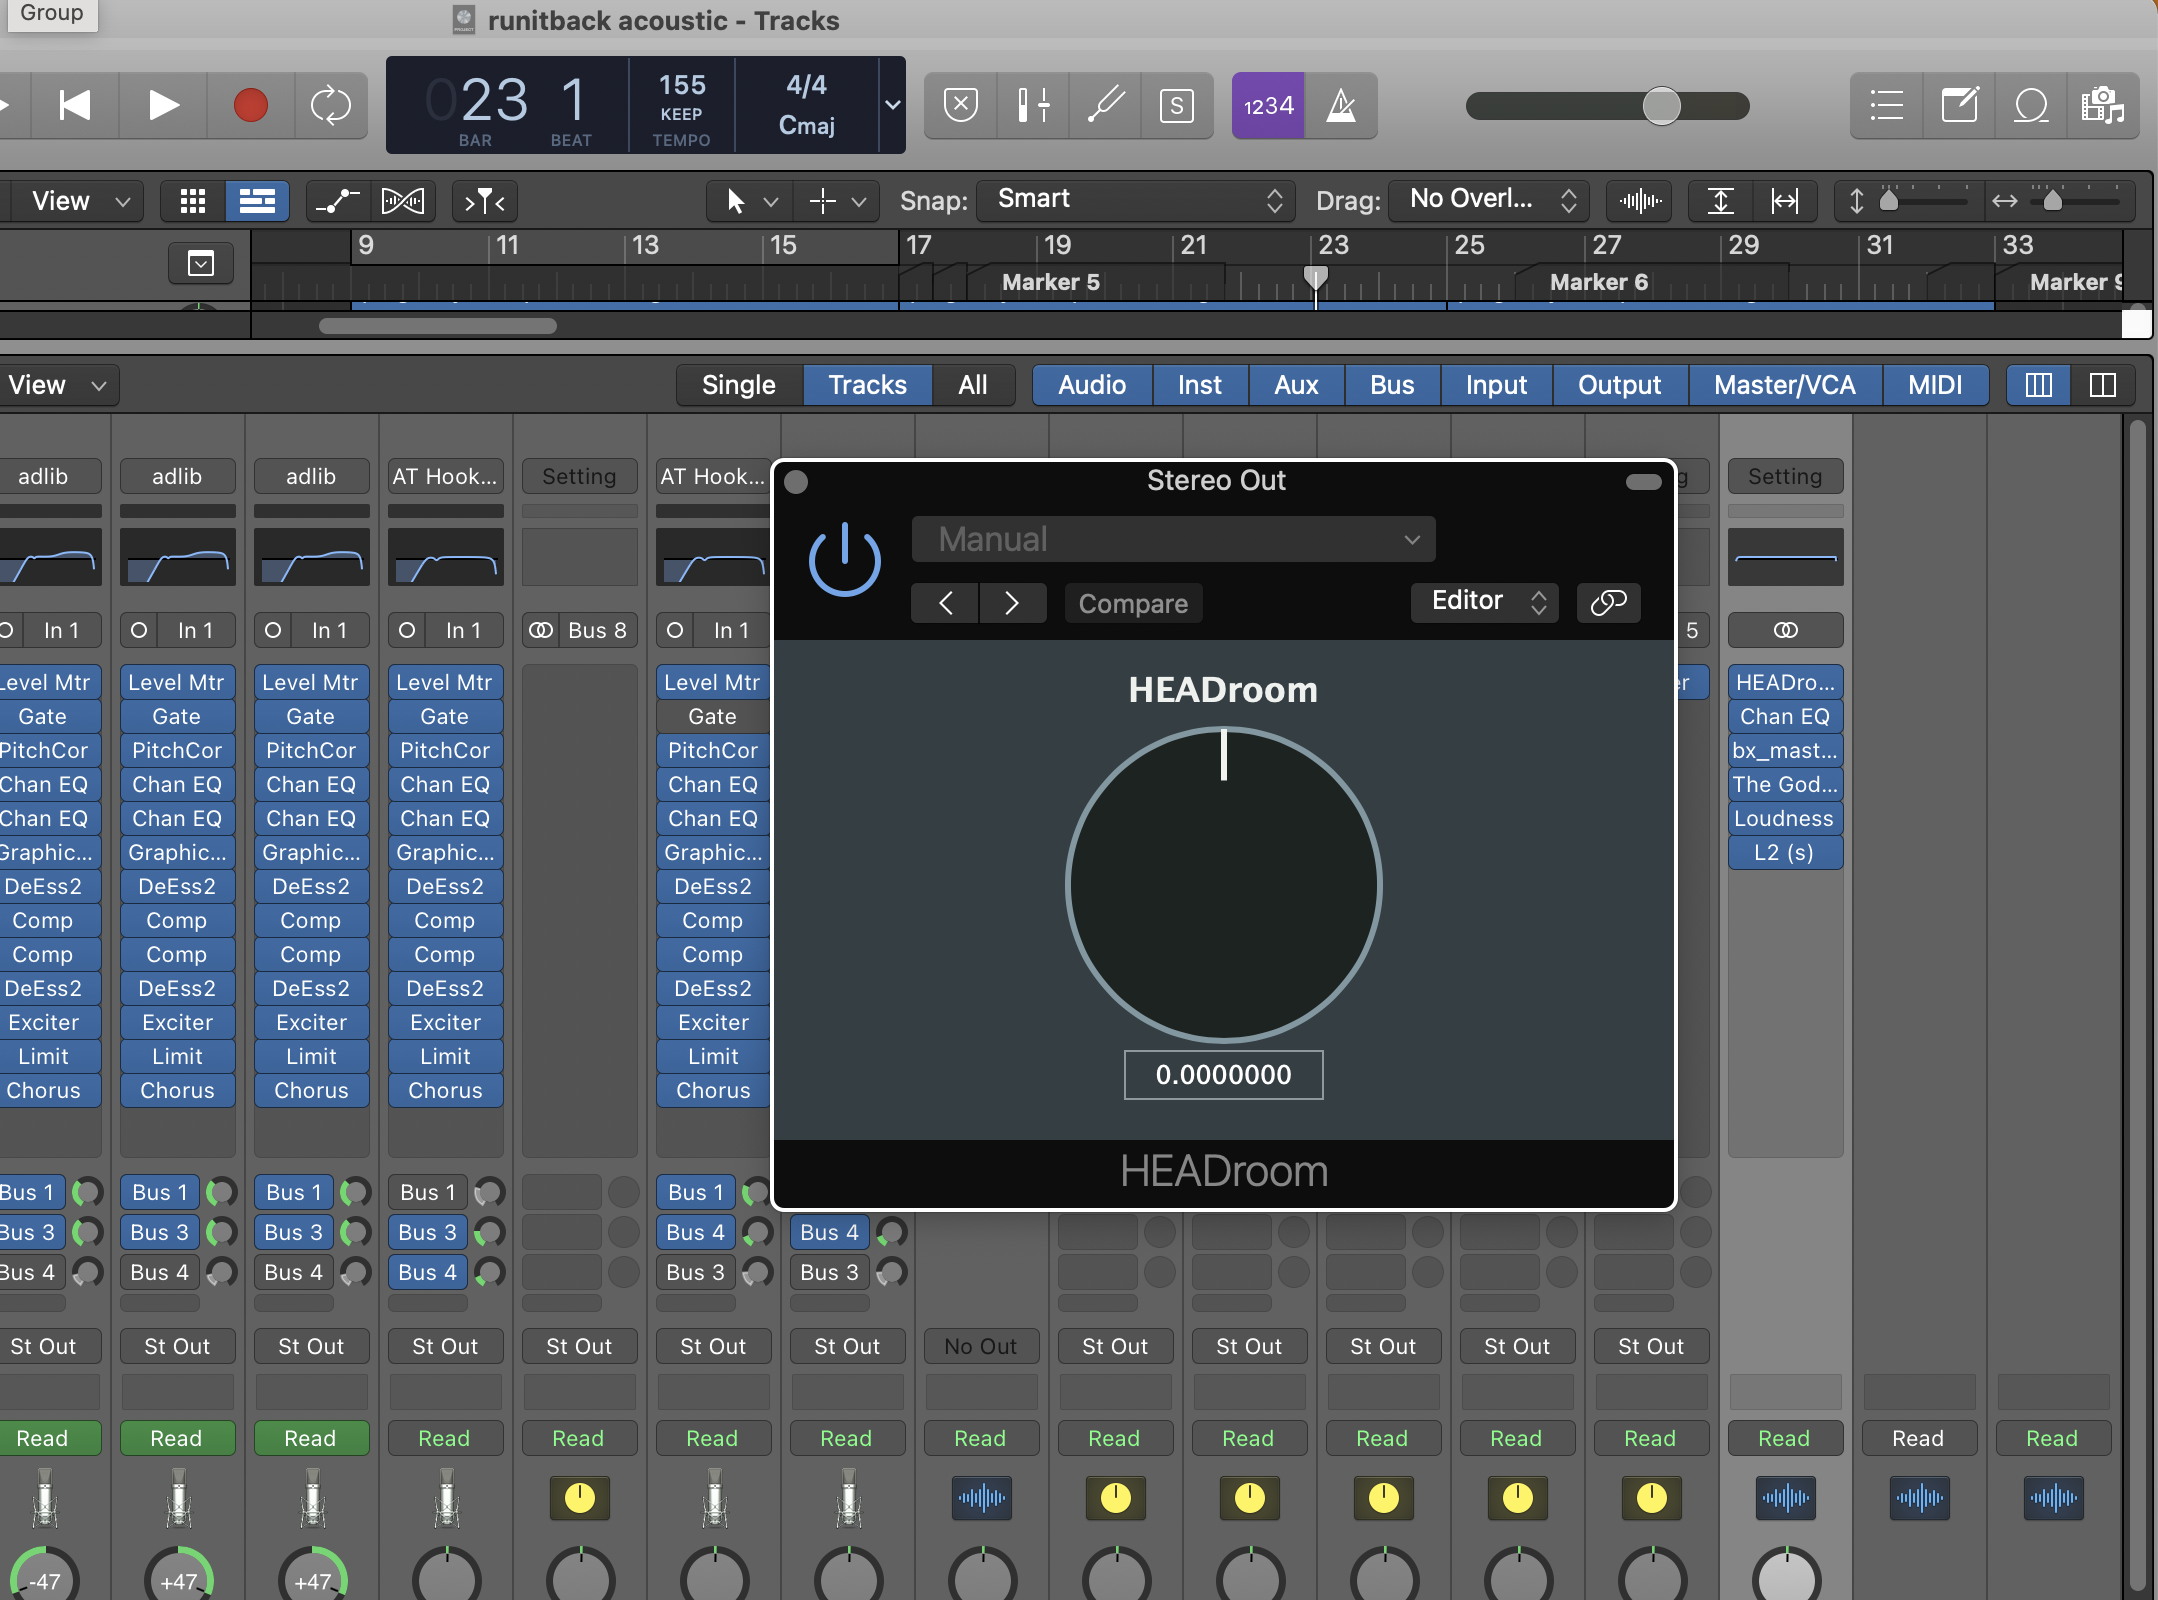 Group
runitback acoustic - Tracks
023 1
BAR BEAT
155
KEEP
TEMPO
4/4
Cmaj
S
1234
View
Snap: Smart
Drag: No Overl...
9 11 13 15 17 19 21 23 25 27 29 31 33
Marker 5 Marker 6 Marker 9
View
Single Tracks All Audio Inst Aux Bus Input Output Master/VCA MIDI
adlib adlib adlib AT Hook... Setting AT Hook... Setting
Stereo Out
Manual
Compare
Editor
In 1 In 1 In 1 In 1 Bus 8 In 1 5
HEADroom
0.0000000
HEADroom
Level Mtr Level Mtr Level Mtr Level Mtr Level Mtr HEADro...
Gate Gate Gate Gate Gate Chan EQ
PitchCor PitchCor PitchCor PitchCor PitchCor bx_mast...
Chan EQ Chan EQ Chan EQ Chan EQ Chan EQ The God...
Chan EQ Chan EQ Chan EQ Chan EQ Chan EQ Loudness
Graphic... Graphic... Graphic... Graphic... Graphic... L2 (s)
DeEss2 DeEss2 DeEss2 DeEss2 DeEss2
Comp Comp Comp Comp Comp
Comp Comp Comp Comp Comp
DeEss2 DeEss2 DeEss2 DeEss2 DeEss2
Exciter Exciter Exciter Exciter Exciter
Limit Limit Limit Limit Limit
Chorus Chorus Chorus Chorus Chorus
Bus 1 Bus 1 Bus 1 Bus 1 Bus 1
Bus 3 Bus 3 Bus 3 Bus 3 Bus 4 Bus 4
Bus 4 Bus 4 Bus 4 Bus 4 Bus 3 Bus 3
St Out St Out St Out St Out St Out St Out St Out No Out St Out St Out St Out St Out St Out
Read Read Read Read Read Read Read Read Read Read Read Read Read Read Read Read
-47 +47 +47